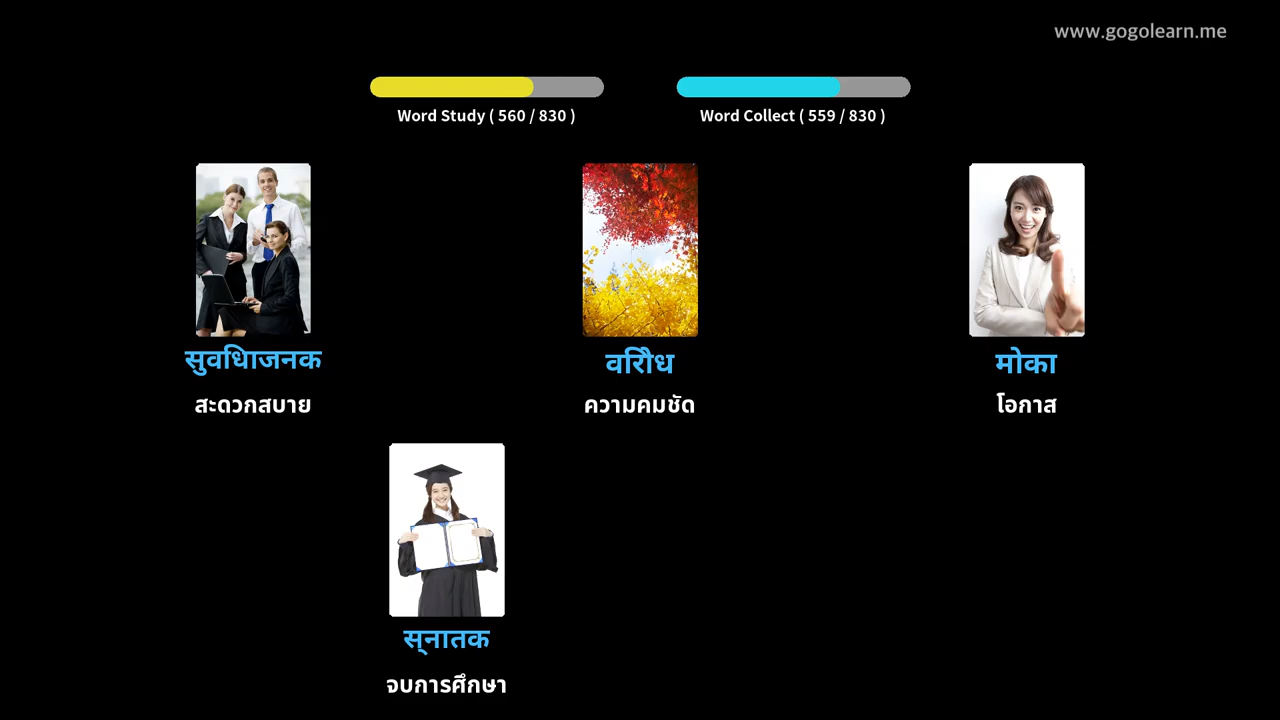 www.gogolearn.me
Word Study ( 560 / 830 )
Word Collect ( 559 / 830 )
सुवधिाजनक
สะดวกสบาย
वरिोध
ความคมชัด
मोका
โอกาส
स्नातक
จบการศึกษา